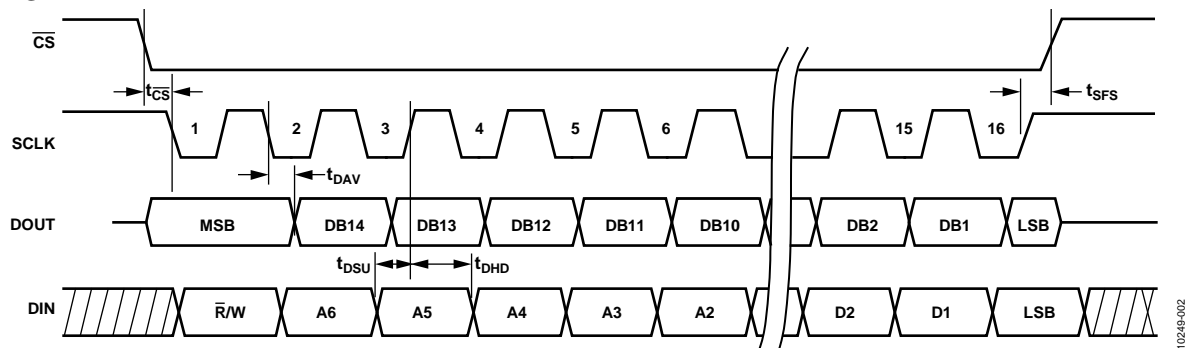 CS
tCS
tSFS
1 2 3 4 5 6 15 16
SCLK
tDAV
DOUT MSB DB14 DB13 DB12 DB11 DB10 DB2 DB1 LSB
tDSU tDHD
DIN R/W A6 A5 A4 A3 A2 D2 D1 LSB
10249-002